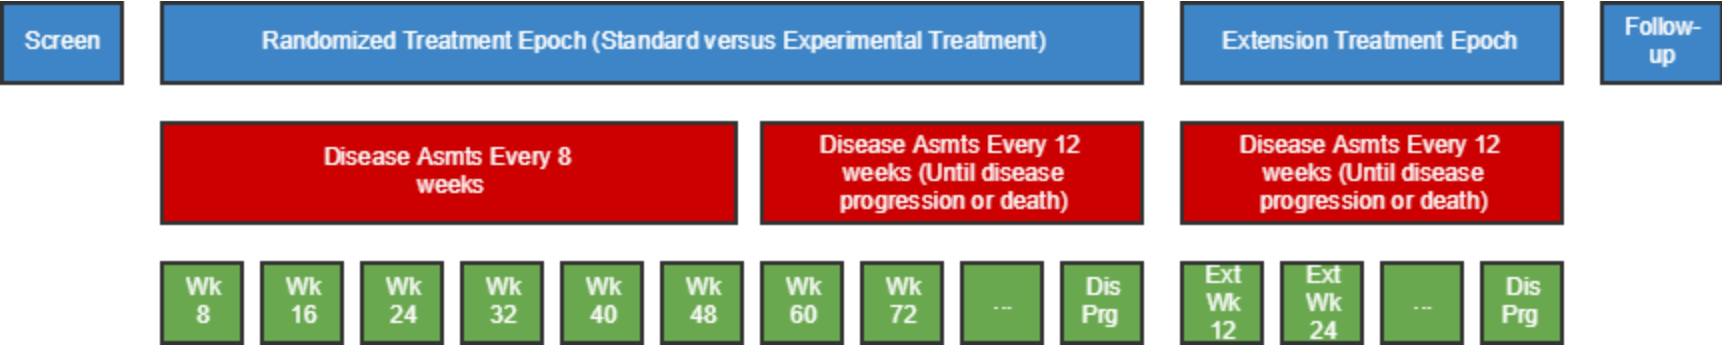 Screen
Randomized Treatment Epoch (Standard versus Experimental Treatment)
Extension Treatment Epoch
Follow-
up
Disease Asmts Every 8
weeks
Disease Asmts Every 12
weeks (Until disease
progression or death)
Disease Asmts Every 12
weeks (Until disease
progression or death)
Wk
8
Wk
16
Wk
24
Wk
32
Wk
40
Wk
48
Wk
60
Wk
72
...
Dis
Prg
Ext
Wk
12
Ext
Wk
24
...
Dis
Prg